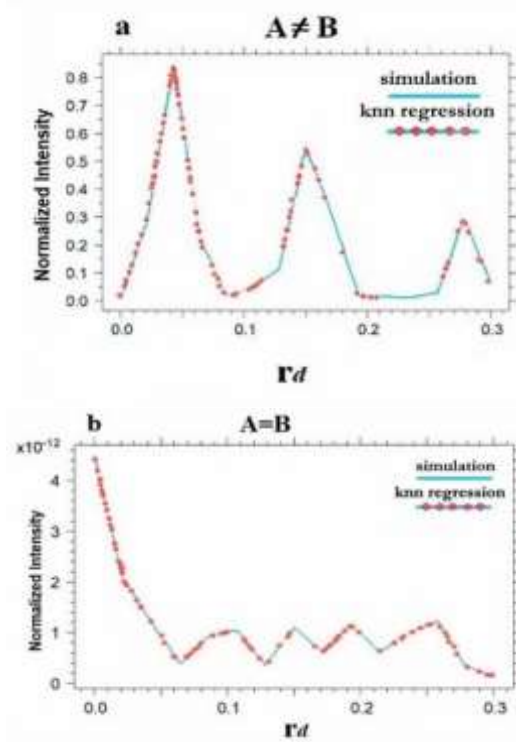 a A ≠ B
simulation
knn regression
Normalized Intensity
0.8
0.7
0.6
0.5
0.4
0.3
0.2
0.1
0.0
0.0 0.1 0.2 0.3
rd
b A=B
x10-12
simulation
knn regression
Normalized Intensity
4
3
2
1
0
0.0 0.1 0.2 0.3
rd